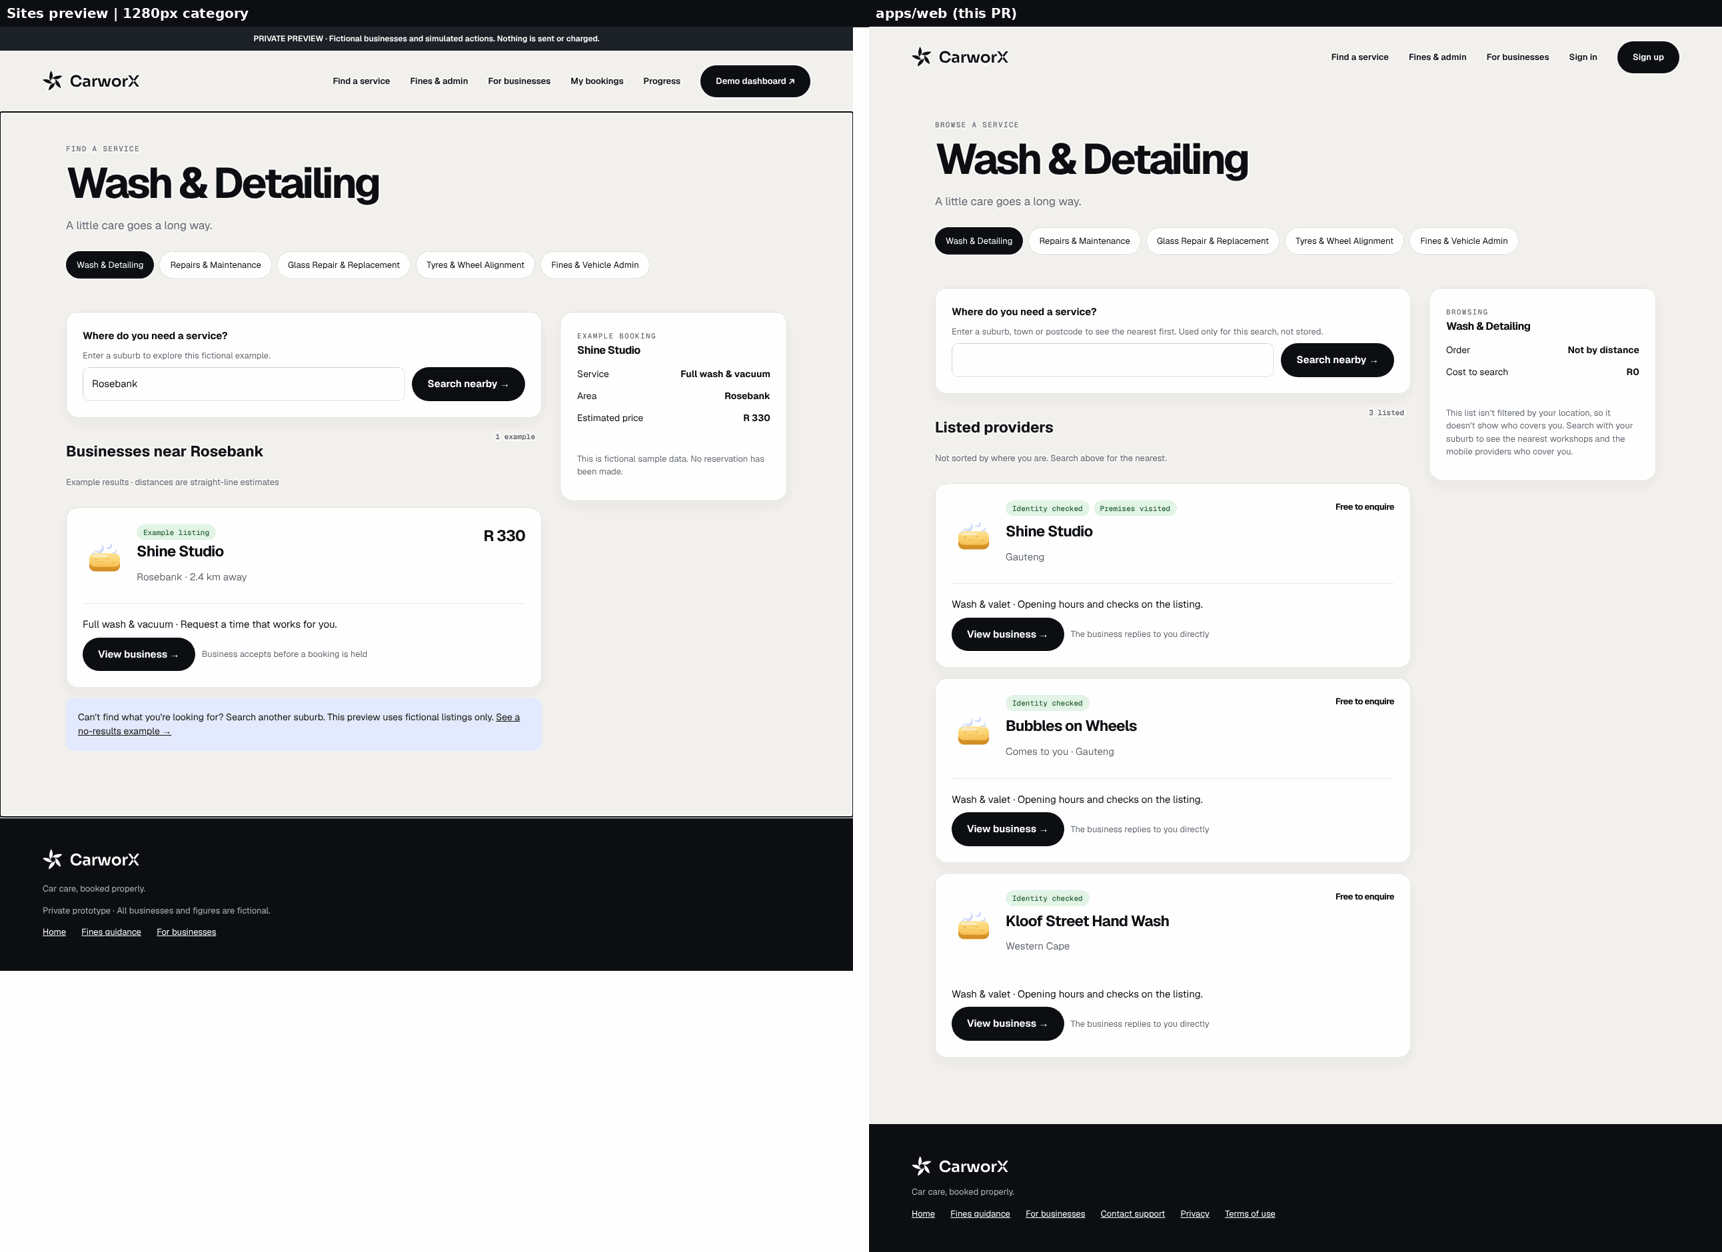 Sites preview | 1280px category
PRIVATE PREVIEW · Fictional businesses and simulated actions. Nothing is sent or charged.
CarworX
Find a service
Fines & admin
For businesses
My bookings
Progress
Demo dashboard ↗
FIND A SERVICE
Wash & Detailing
A little care goes a long way.
Wash & Detailing
Repairs & Maintenance
Glass Repair & Replacement
Tyres & Wheel Alignment
Fines & Vehicle Admin
Where do you need a service?
Enter a suburb to explore this fictional example.
Rosebank
Search nearby →
1 example
Businesses near Rosebank
Example results · distances are straight-line estimates
Example listing
Shine Studio
R 330
Rosebank · 2.4 km away
Full wash & vacuum · Request a time that works for you.
View business →
Business accepts before a booking is held
Can't find what you're looking for? Search another suburb. This preview uses fictional listings only. See a
no-results example →
EXAMPLE BOOKING
Shine Studio
Service Full wash & vacuum
Area Rosebank
Estimated price R 330
This is fictional sample data. No reservation has
been made.
CarworX
Car care, booked properly.
Private prototype · All businesses and figures are fictional.
Home
Fines guidance
For businesses
apps/web (this PR)
CarworX
Find a service
Fines & admin
For businesses
Sign in
Sign up
BROWSE A SERVICE
Wash & Detailing
A little care goes a long way.
Wash & Detailing
Repairs & Maintenance
Glass Repair & Replacement
Tyres & Wheel Alignment
Fines & Vehicle Admin
Where do you need a service?
Enter a suburb, town or postcode to see the nearest first. Used only for this search, not stored.
Search nearby →
3 listed
Listed providers
Not sorted by where you are. Search above for the nearest.
Identity checked
Premises visited
Free to enquire
Shine Studio
Gauteng
Wash & valet · Opening hours and checks on the listing.
View business →
The business replies to you directly
Identity checked
Free to enquire
Bubbles on Wheels
Comes to you · Gauteng
Wash & valet · Opening hours and checks on the listing.
View business →
The business replies to you directly
Identity checked
Free to enquire
Kloof Street Hand Wash
Western Cape
Wash & valet · Opening hours and checks on the listing.
View business →
The business replies to you directly
BROWSING
Wash & Detailing
Order Not by distance
Cost to search R0
This list isn't filtered by your location, so it
doesn't show who covers you. Search with your
suburb to see the nearest workshops and the
mobile providers who cover you.
CarworX
Car care, booked properly.
Home
Fines guidance
For businesses
Contact support
Privacy
Terms of use